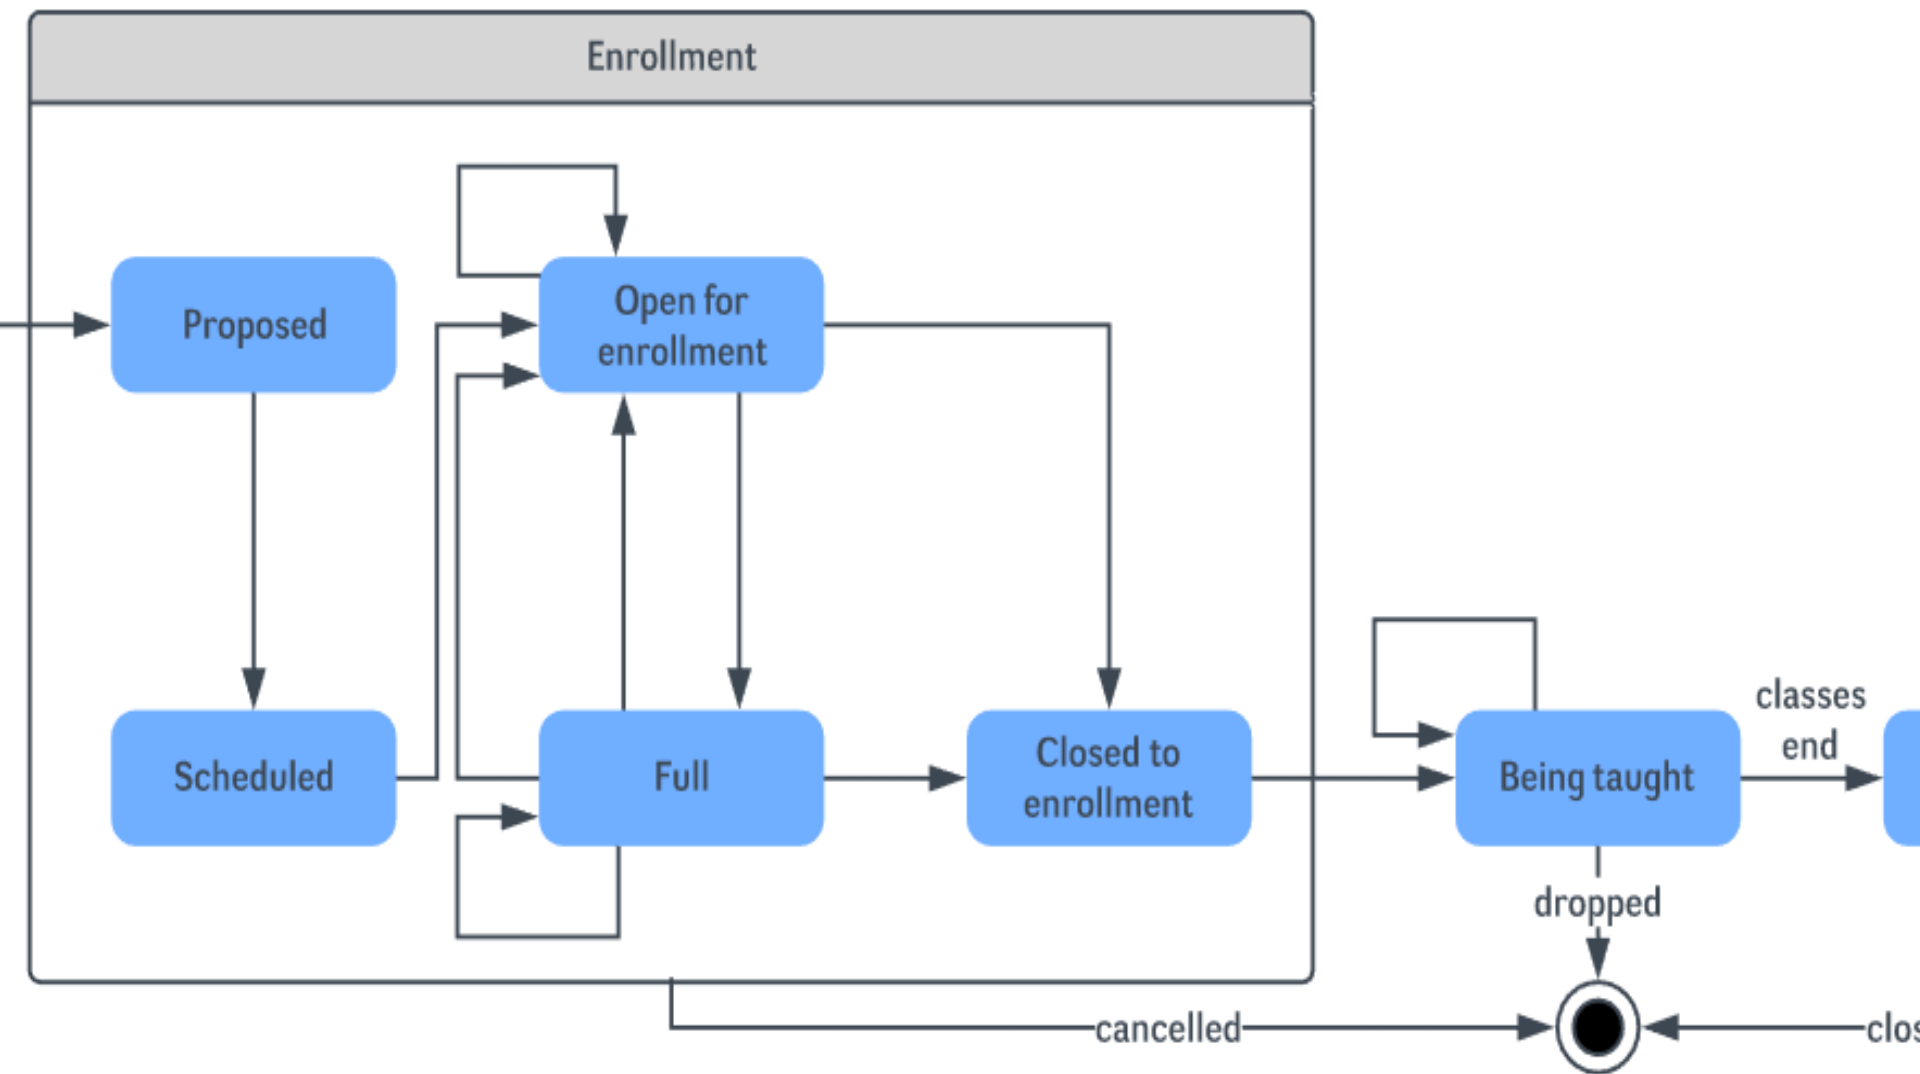 Enrollment
Proposed
Open for
enrollment
Scheduled
Full
Closed to
enrollment
Being taught
classes
end
dropped
cancelled